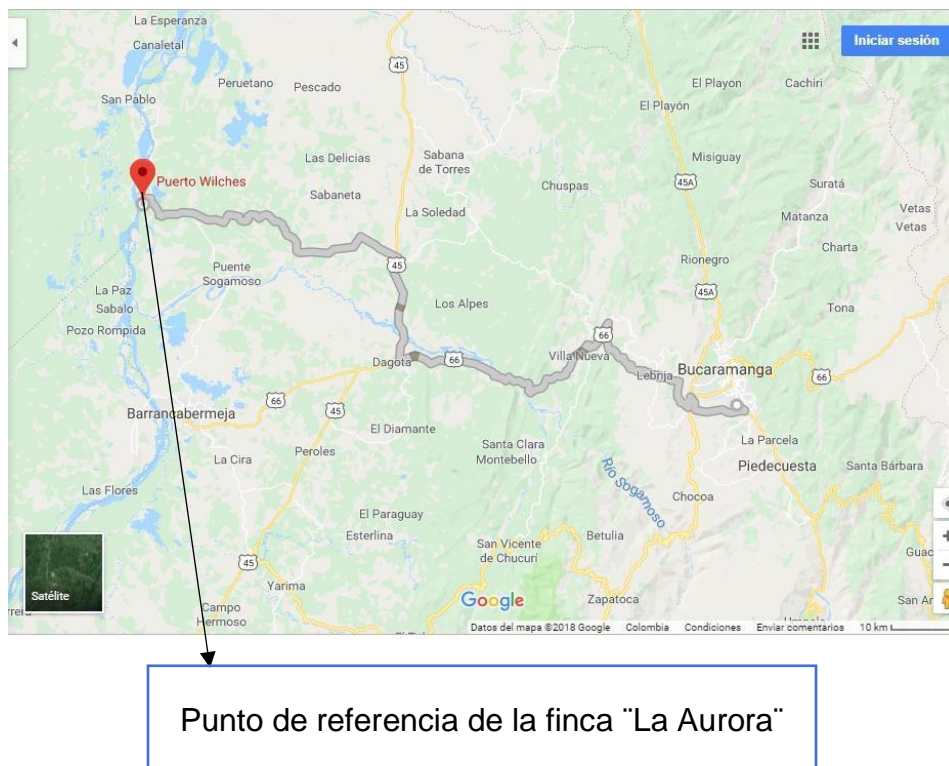 La Esperanza
Canaletal
45
Iniciar sesión
Peruetano
Pescado
El Playon
Cachiri
San Pablo
El Playón
Las Delicias
Sabana
de Torres
Misiguay
Puerto Wilches
Sabaneta
Chuspas
45A
Suratá
La Soledad
Matanza
Vetas
Vetas
Charta
Puente
Sogamoso
45
Rionegro
La Paz
Sabalo
Los Alpes
45A
Tona
Pozo Rompida
66
Dagota
66
Villa Nueva
Lebrija
Bucaramanga
66
Barrancabermeja
66
45
El Diamante
La Cira
Peroles
Santa Clara
Montebello
La Parcela
Piedecuesta
Santa Bárbara
Las Flores
Río Sogamoso
Chocoa
El Paraguay
Esterlina
Betulia
San Vicente
de Chucurí
Guac
45
Satélite
Yarima
Google
Zapatoca
San Ar
Campo
Hermoso
Datos del mapa ©2018 Google
Colombia
Condiciones
Enviar comentarios
10 km
Punto de referencia de la finca ¨La Aurora¨